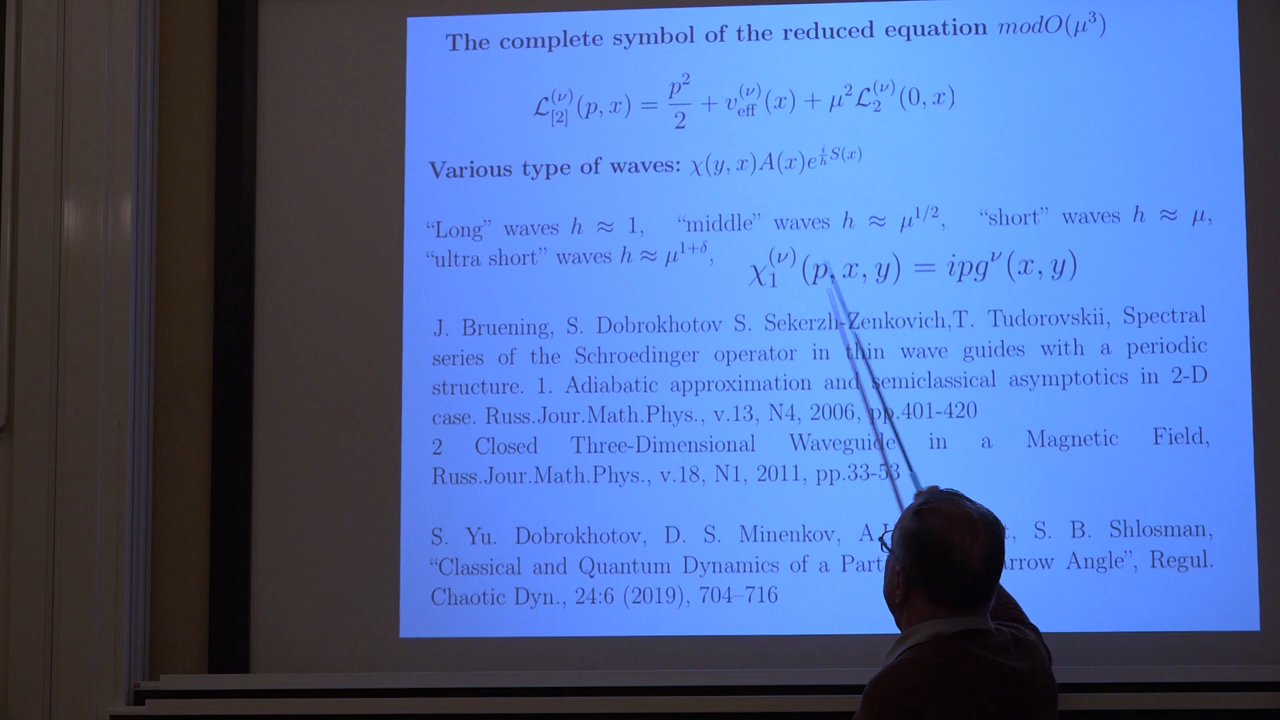 The complete symbol of the reduced equation modO(μ³)
𝓛_{[2]}^{(ν)}(p, x) = p²/2 + v_{eff}^{(ν)}(x) + μ²𝓛_2^{(ν)}(0, x)
Various type of waves: χ(y, x)A(x)e^{\frac{i}{h}S(x)}
“Long” waves h ≈ 1, “middle” waves h ≈ μ^{1/2}, “short” waves h ≈ μ,
“ultra short” waves h ≈ μ^{1+δ}, χ_1^{(ν)}(p, x, y) = ipg^ν(x, y)
J. Bruening, S. Dobrokhotov S. Sekerzh-Zenkovich,T. Tudorovskii, Spectral
series of the Schroedinger operator in thin wave guides with a periodic
structure. 1. Adiabatic approximation and semiclassical asymptotics in 2-D
case. Russ.Jour.Math.Phys., v.13, N4, 2006, pp.401-420
2 Closed Three-Dimensional Waveguide in a Magnetic Field,
Russ.Jour.Math.Phys., v.18, N1, 2011, pp.33-53
S. Yu. Dobrokhotov, D. S. Minenkov, S. B. Shlosman,
“Classical and Quantum Dynamics of a Angle”, Regul.
Chaotic Dyn., 24:6 (2019), 704–716